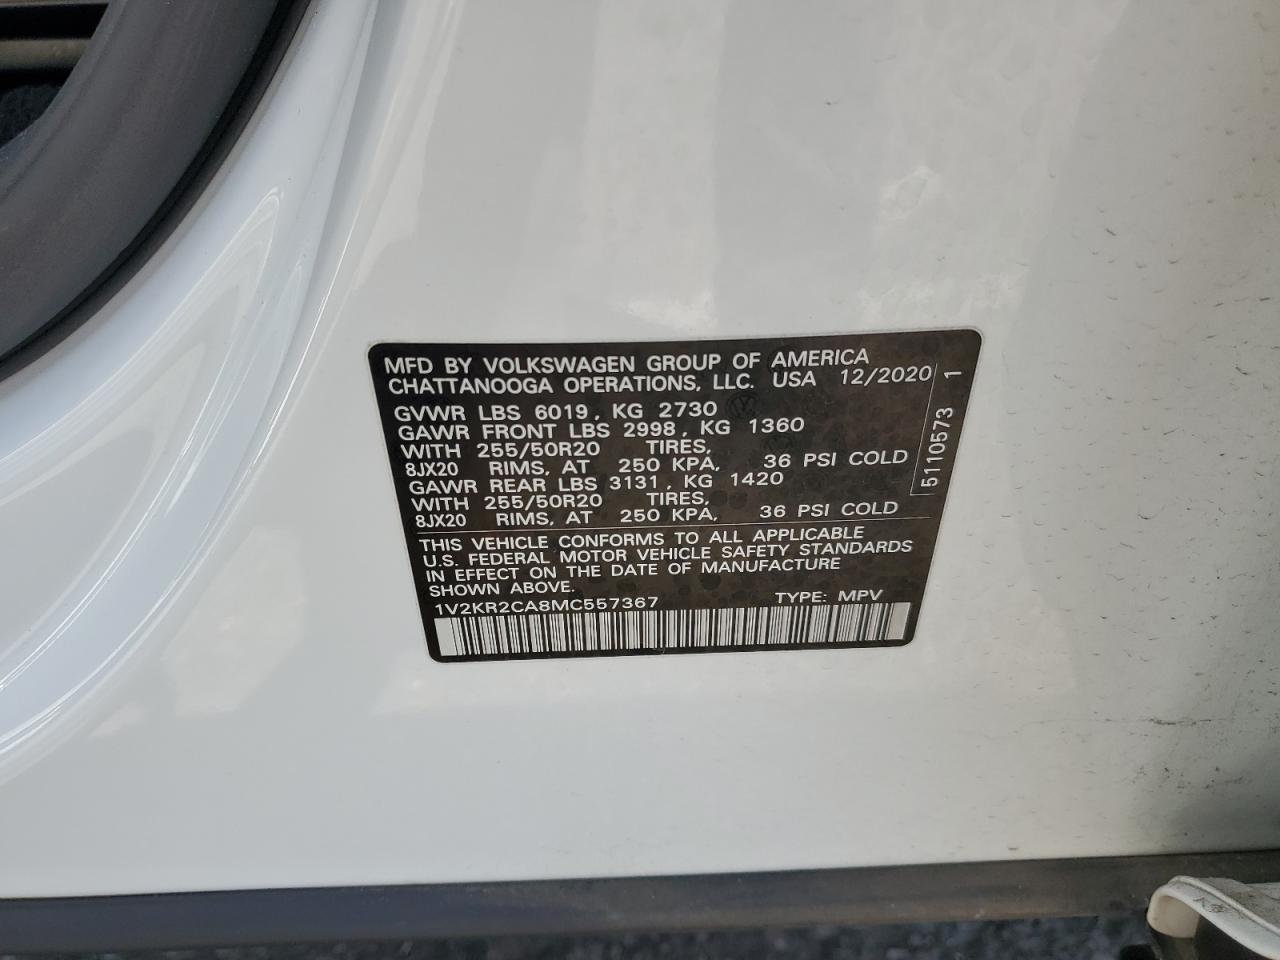 MFD BY VOLKSWAGEN GROUP OF AMERICA
CHATTANOOGA OPERATIONS, LLC. USA 12/2020
GVWR LBS 6019, KG 2730
GAWR FRONT LBS 2998, KG 1360
WITH 255/50R20 TIRES,
8JX20 RIMS, AT 250 KPA, 36 PSI COLD
GAWR REAR LBS 3131, KG 1420
WITH 255/50R20 TIRES,
8JX20 RIMS, AT 250 KPA, 36 PSI COLD
5110573 1
THIS VEHICLE CONFORMS TO ALL APPLICABLE
U.S. FEDERAL MOTOR VEHICLE SAFETY STANDARDS
IN EFFECT ON THE DATE OF MANUFACTURE
SHOWN ABOVE.
1V2KR2CA8MC557367 TYPE: MPV